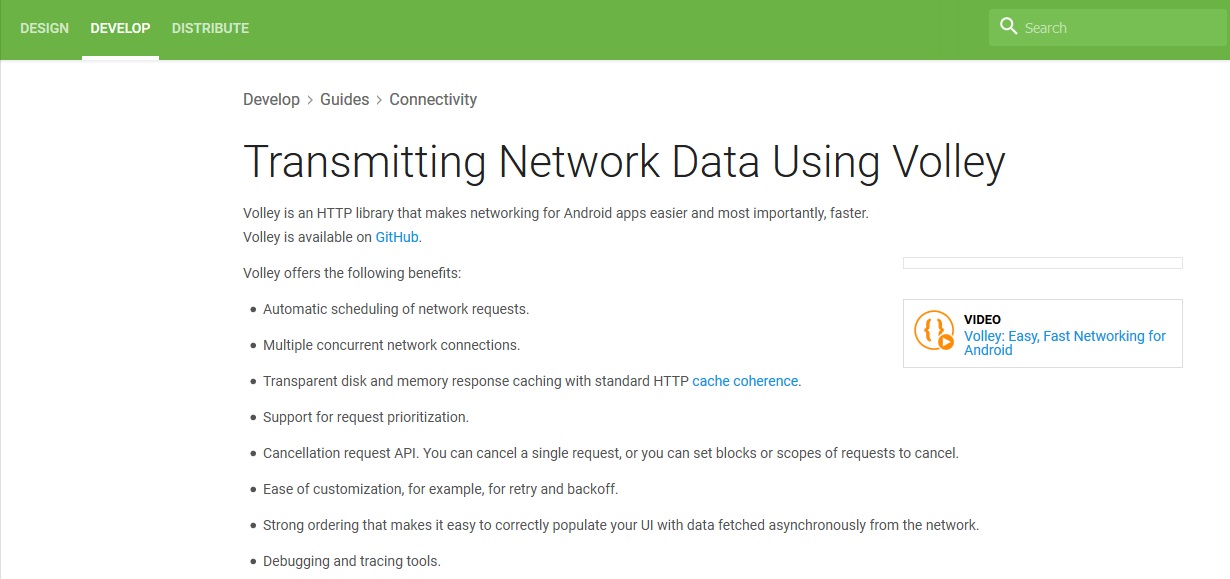 DESIGN DEVELOP DISTRIBUTE Search
Develop > Guides > Connectivity
Transmitting Network Data Using Volley
Volley is an HTTP library that makes networking for Android apps easier and most importantly, faster.
Volley is available on GitHub.
Volley offers the following benefits:
• Automatic scheduling of network requests.
• Multiple concurrent network connections.
• Transparent disk and memory response caching with standard HTTP cache coherence.
• Support for request prioritization.
• Cancellation request API. You can cancel a single request, or you can set blocks or scopes of requests to cancel.
• Ease of customization, for example, for retry and backoff.
• Strong ordering that makes it easy to correctly populate your UI with data fetched asynchronously from the network.
• Debugging and tracing tools.
VIDEO
Volley: Easy, Fast Networking for
Android